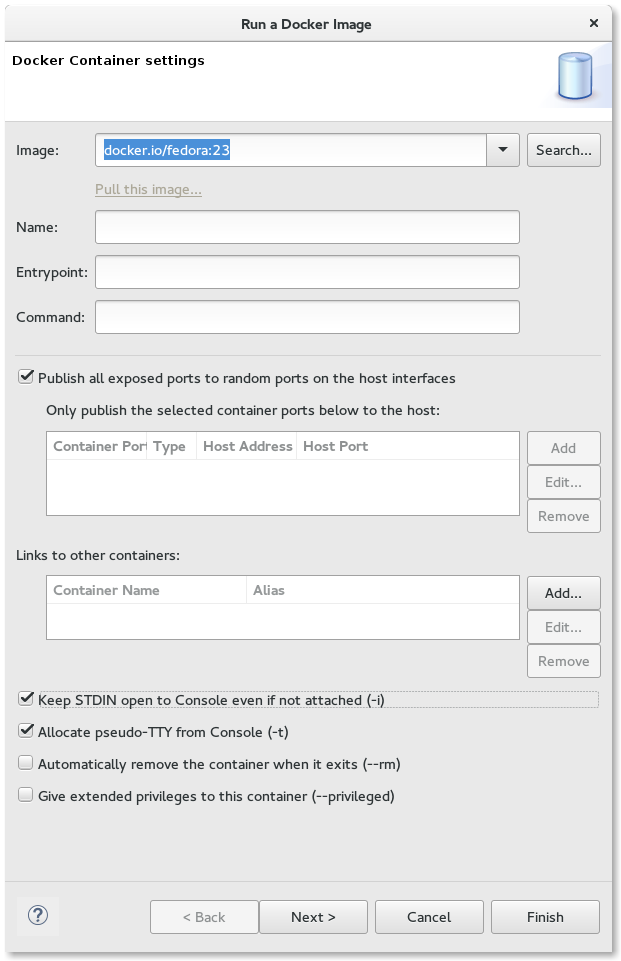 Run a Docker Image ×
Docker Container settings
Image: docker.io/fedora:23 Search...
Pull this image...
Name:
Entrypoint:
Command:
Publish all exposed ports to random ports on the host interfaces
Only publish the selected container ports below to the host:
Container Port Type Host Address Host Port
Add
Edit...
Remove
Links to other containers:
Container Name Alias
Add...
Edit...
Remove
Keep STDIN open to Console even if not attached (-i)
Allocate pseudo-TTY from Console (-t)
Automatically remove the container when it exits (--rm)
Give extended privileges to this container (--privileged)
? < Back Next > Cancel Finish